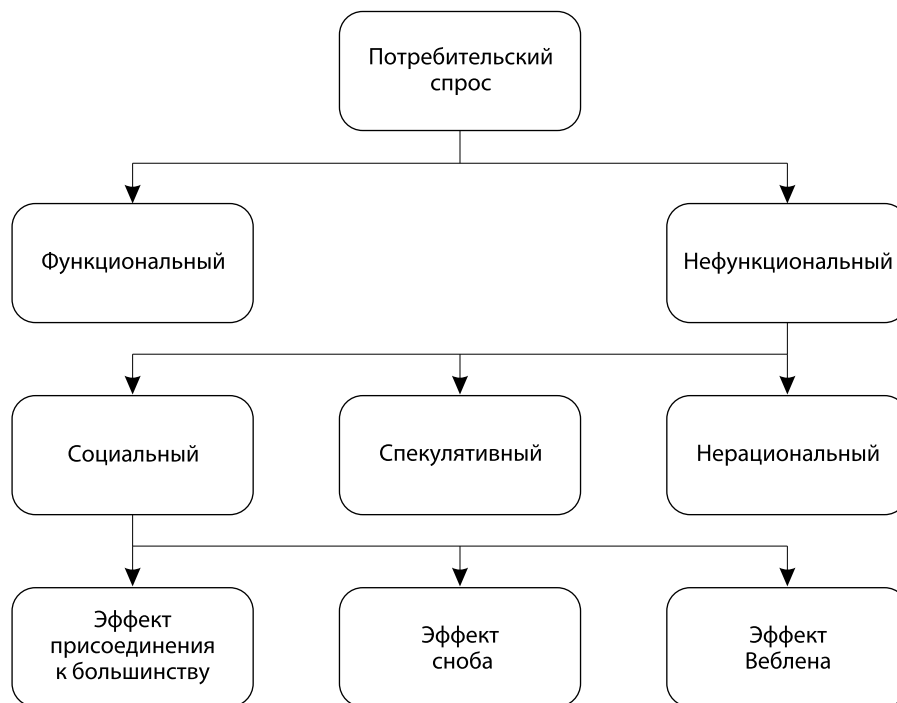 Потребительский
спрос
Функциональный
Нефункциональный
Социальный
Спекулятивный
Нерациональный
Эффект
присоединения
к большинству
Эффект
сноба
Эффект
Веблена